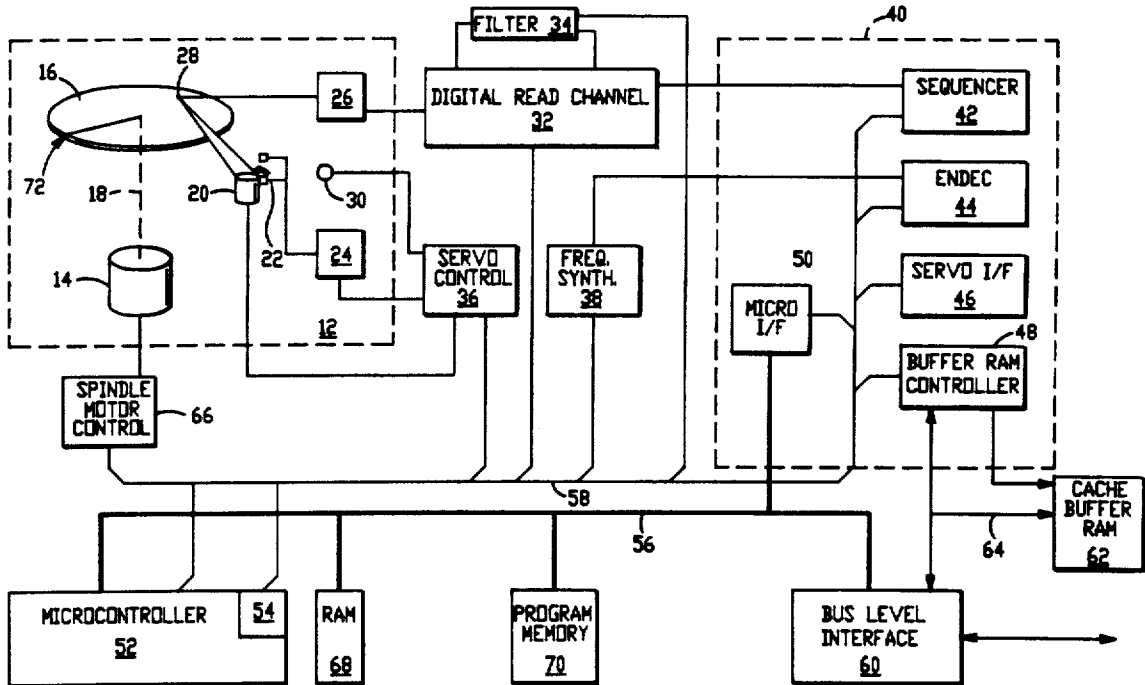 FILTER 34
40
16
28
26
DIGITAL READ CHANNEL
32
SEQUENCER
42
72
18
20
22
30
ENDEC
44
14
24
SERVO
CONTROL
36
FREQ.
SYNTH.
38
50
SERVO I/F
46
12
MICRO
I/F
48
BUFFER RAM
CONTROLLER
SPINDLE
MOTOR
CONTROL
66
58
CACHE
BUFFER
RAM
62
56
64
MICROCONTROLLER
52
54
RAM
68
PROGRAM
MEMORY
70
BUS LEVEL
INTERFACE
60